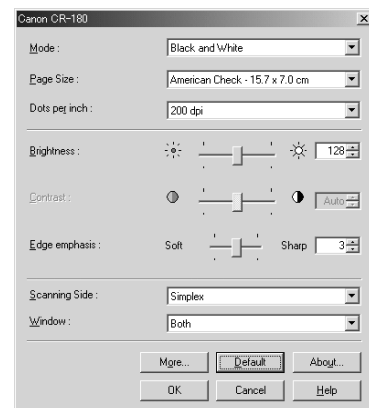 Canon CR-180
Mode : Black and White
Page Size : American Check - 15.7 x 7.0 cm
Dots per inch : 200 dpi
Brightness : 128
Contrast : Auto
Edge emphasis : Soft Sharp 3
Scanning Side : Simplex
Window : Both
More... Default About...
OK Cancel Help